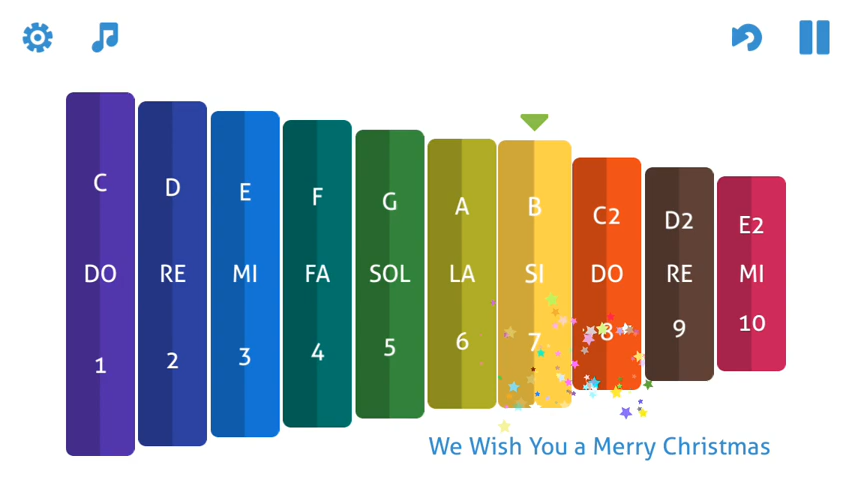 C DO 1
D RE 2
E MI 3
F FA 4
G SOL 5
A LA 6
B SI 7
C2 DO 8
D2 RE 9
E2 MI 10
We Wish You a Merry Christmas